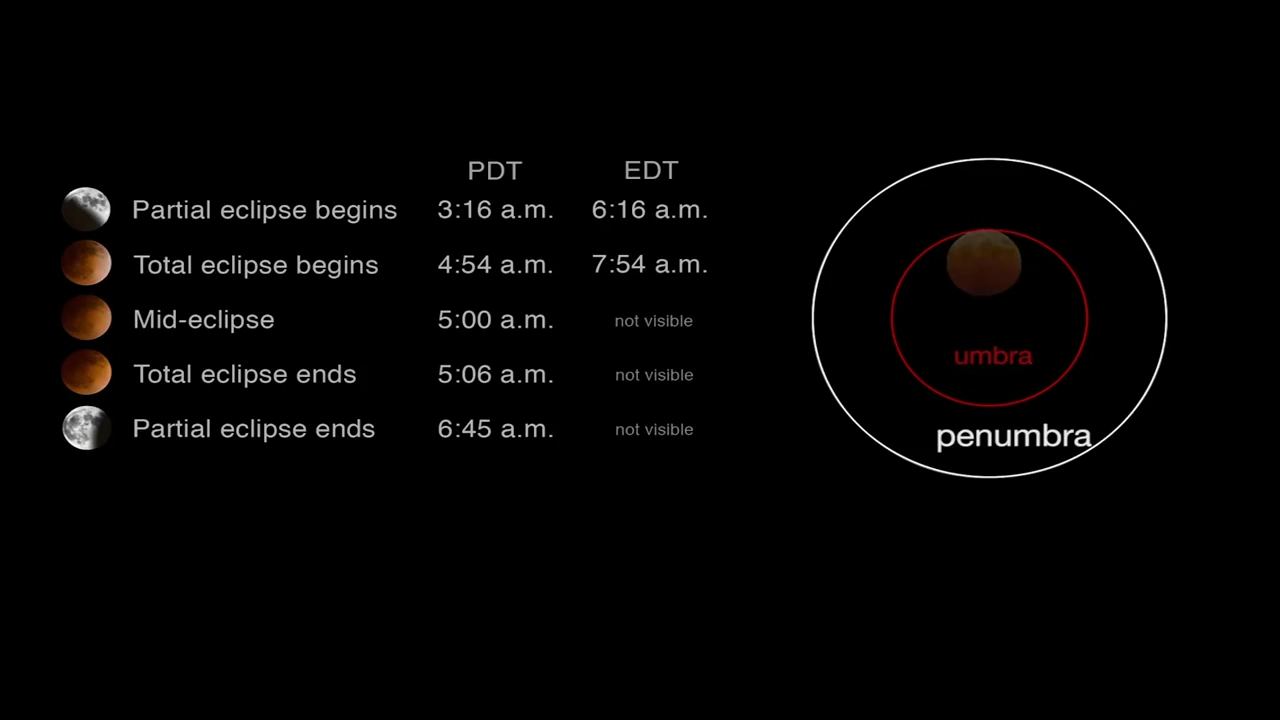 PDT EDT
Partial eclipse begins 3:16 a.m. 6:16 a.m.
Total eclipse begins 4:54 a.m. 7:54 a.m.
Mid-eclipse 5:00 a.m. not visible
Total eclipse ends 5:06 a.m. not visible
Partial eclipse ends 6:45 a.m. not visible
umbra
penumbra